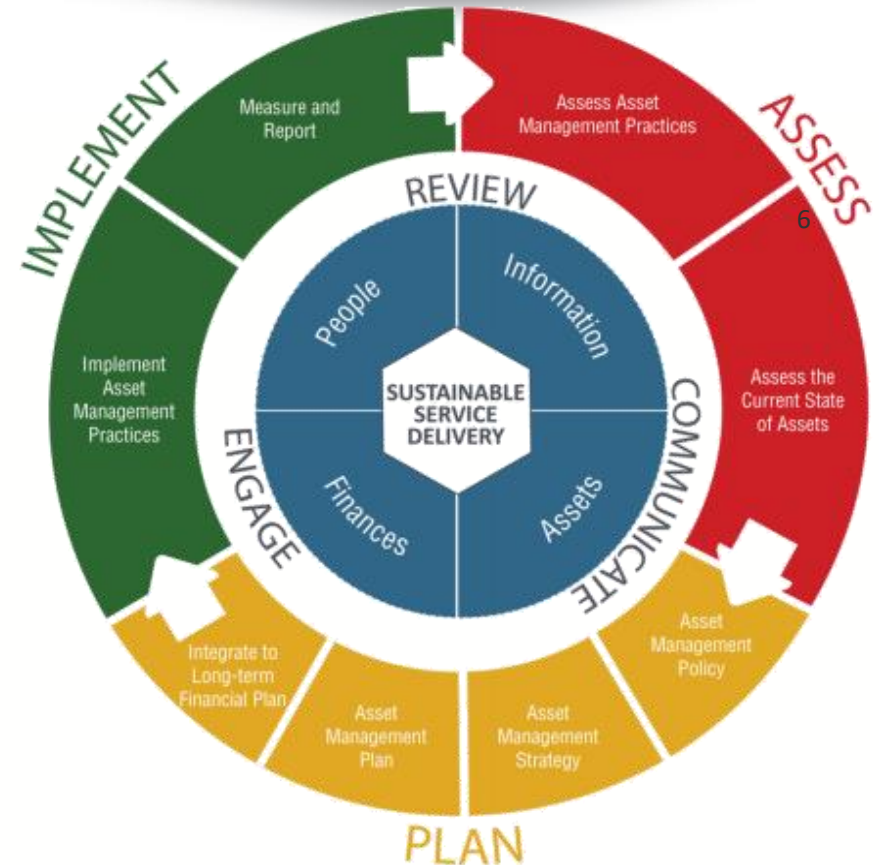 IMPLEMENT
Measure and
Report
Assess Asset
Management Practices
ASSESS
6
REVIEW
People
Information
Implement
Asset
Management
Practices
SUSTAINABLE
SERVICE
DELIVERY
Assess the
Current State
of Assets
ENGAGE
COMMUNICATE
Finances
Assets
Integrate to
Long-term
Financial Plan
Asset
Management
Plan
Asset
Management
Strategy
Asset
Management
Policy
PLAN